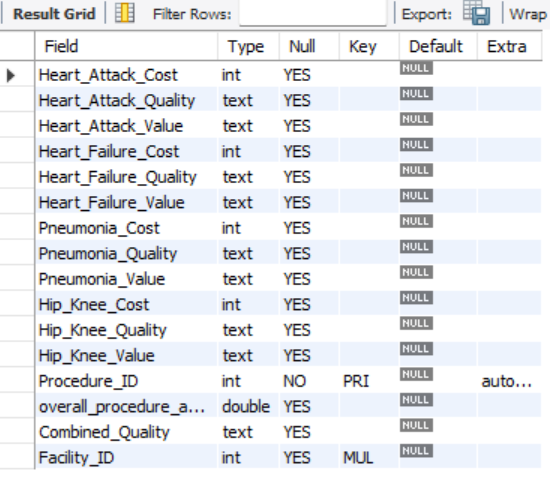 Result Grid Filter Rows: Export: Wrap
Field Type Null Key Default Extra
Heart_Attack_Cost int YES NULL
Heart_Attack_Quality text YES NULL
Heart_Attack_Value text YES NULL
Heart_Failure_Cost int YES NULL
Heart_Failure_Quality text YES NULL
Heart_Failure_Value text YES NULL
Pneumonia_Cost int YES NULL
Pneumonia_Quality text YES NULL
Pneumonia_Value text YES NULL
Hip_Knee_Cost int YES NULL
Hip_Knee_Quality text YES NULL
Hip_Knee_Value text YES NULL
Procedure_ID int NO PRI NULL auto...
overall_procedure_a... double YES NULL
Combined_Quality text YES NULL
Facility_ID int YES MUL NULL